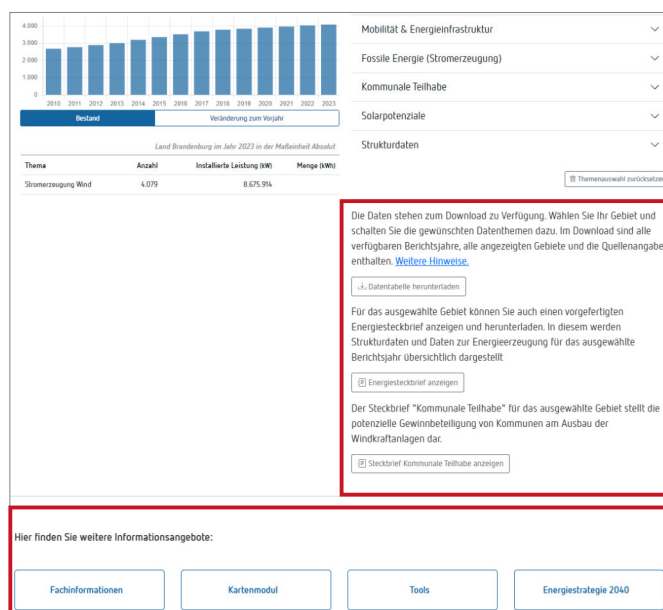 4.000
3.000
2.000
1.000
0
2010 2011 2012 2013 2014 2015 2016 2017 2018 2019 2020 2021 2022 2023
Bestand
Veränderung zum Vorjahr
Land Brandenburg im Jahr 2023 in der Maßeinheit Absolut
Thema Anzahl Installierte Leistung (kW) Menge (kWh)
Stromerzeugung Wind 4.079 8.675.914
Mobilität & Energieinfrastruktur
Fossile Energie (Stromerzeugung)
Kommunale Teilhabe
Solarpotenziale
Strukturdaten
Themenauswahl zurücksetzen
Die Daten stehen zum Download zu Verfügung. Wählen Sie Ihr Gebiet und
schalten Sie die gewünschten Datenthemen dazu. Im Download sind alle
verfügbaren Berichtsjahre, alle angezeigten Gebiete und die Quellenangabe
enthalten. Weitere Hinweise.
Datentabelle herunterladen
Für das ausgewählte Gebiet können Sie auch einen vorgefertigten
Energiesteckbrief anzeigen und herunterladen. In diesem werden
Strukturdaten und Daten zur Energieerzeugung für das ausgewählte
Berichtsjahr übersichtlich dargestellt
Energiesteckbrief anzeigen
Der Steckbrief "Kommunale Teilhabe" für das ausgewählte Gebiet stellt die
potenzielle Gewinnbeteiligung von Kommunen am Ausbau der
Windkraftanlagen dar.
Steckbrief Kommunale Teilhabe anzeigen
Hier finden Sie weitere Informationsangebote:
Fachinformationen
Kartenmodul
Tools
Energiestrategie 2040